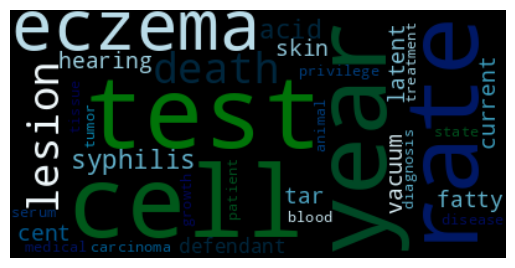 eczema
acid
hearing
skin
death
privilege
year
rate
latent
treatment
current
lesion
tissue
tumor
test
animal
state
syphilis
cell
growth
patient
tar
vacuum
diagnosis
fatty
serum
cent
blood
disease
medical
carcinoma
defendant